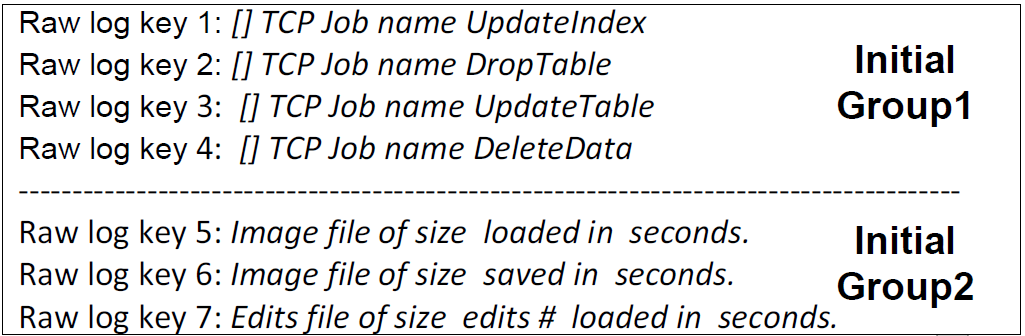 Raw log key 1: [] TCP Job name UpdateIndex
Raw log key 2: [] TCP Job name DropTable
Raw log key 3: [] TCP Job name UpdateTable
Raw log key 4: [] TCP Job name DeleteData
Initial
Group1
----------------------------------------------------------------------------------------
Raw log key 5: Image file of size loaded in seconds.
Raw log key 6: Image file of size saved in seconds.
Raw log key 7: Edits file of size edits # loaded in seconds.
Initial
Group2